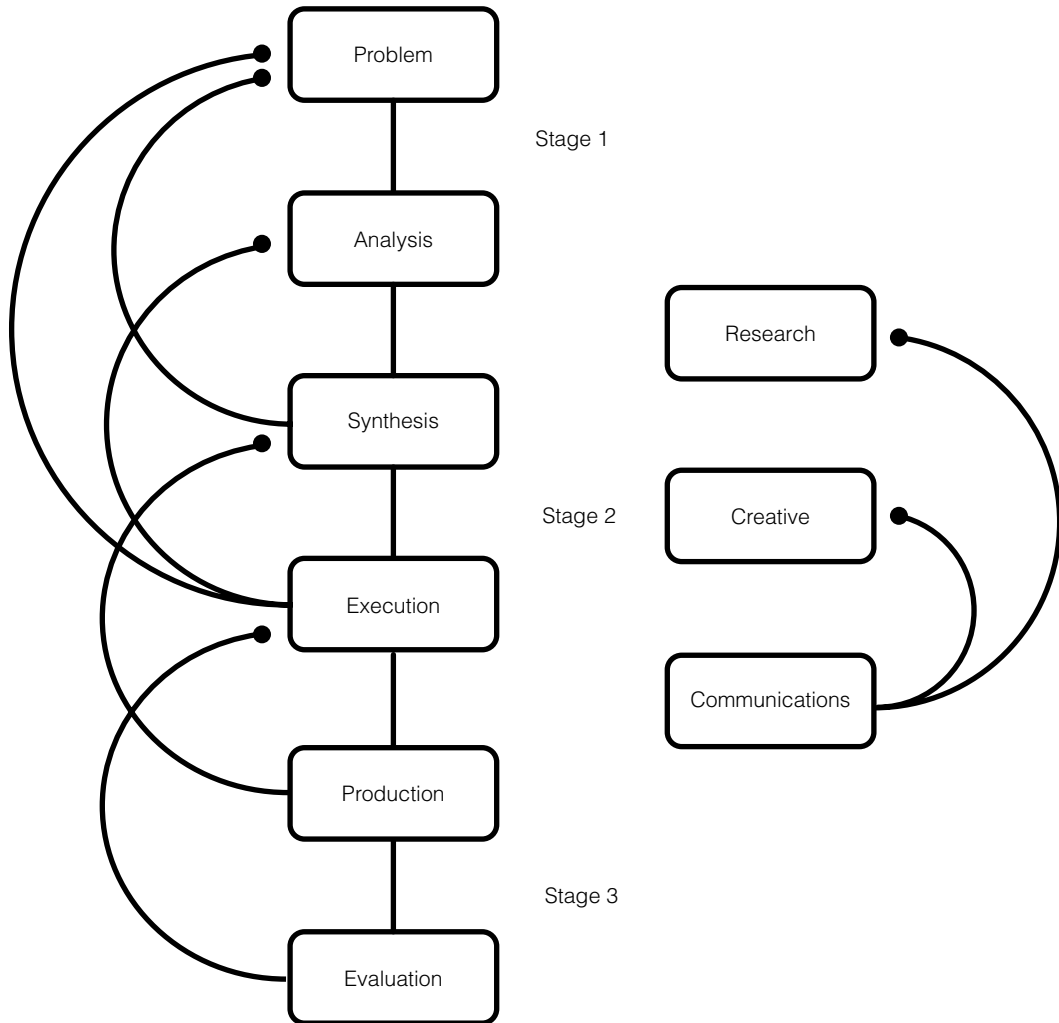 Problem
Stage 1
Analysis
Research
Synthesis
Stage 2
Creative
Execution
Communications
Production
Stage 3
Evaluation